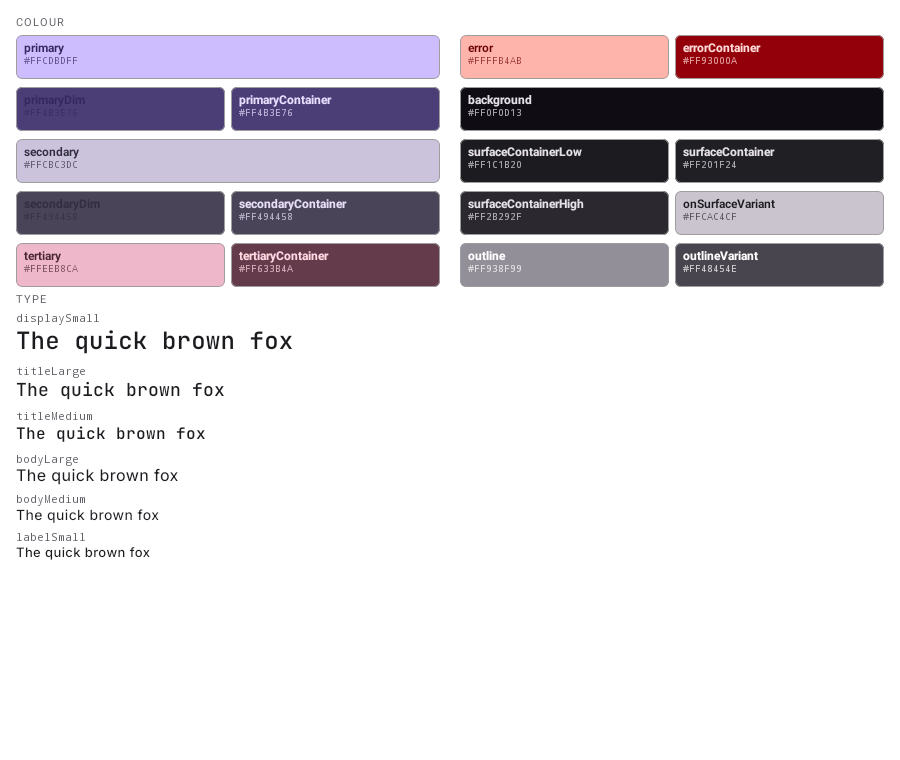 COLOUR
primary
#FFCDBDFF
primaryDim
#FF4B3E76
primaryContainer
#FF4B3E76
secondary
#FFCBC3DC
secondaryDim
#FF494458
secondaryContainer
#FF494458
tertiary
#FFEEB8CA
tertiaryContainer
#FF633B4A
error
#FFFFB4AB
errorContainer
#FF93000A
background
#FF0F0D13
surfaceContainerLow
#FF1C1B20
surfaceContainer
#FF201F24
surfaceContainerHigh
#FF2B292F
onSurfaceVariant
#FFCAC4CF
outline
#FF938F99
outlineVariant
#FF48454E
TYPE
displaySmall
The quick brown fox
titleLarge
The quick brown fox
titleMedium
The quick brown fox
bodyLarge
The quick brown fox
bodyMedium
The quick brown fox
labelSmall
The quick brown fox